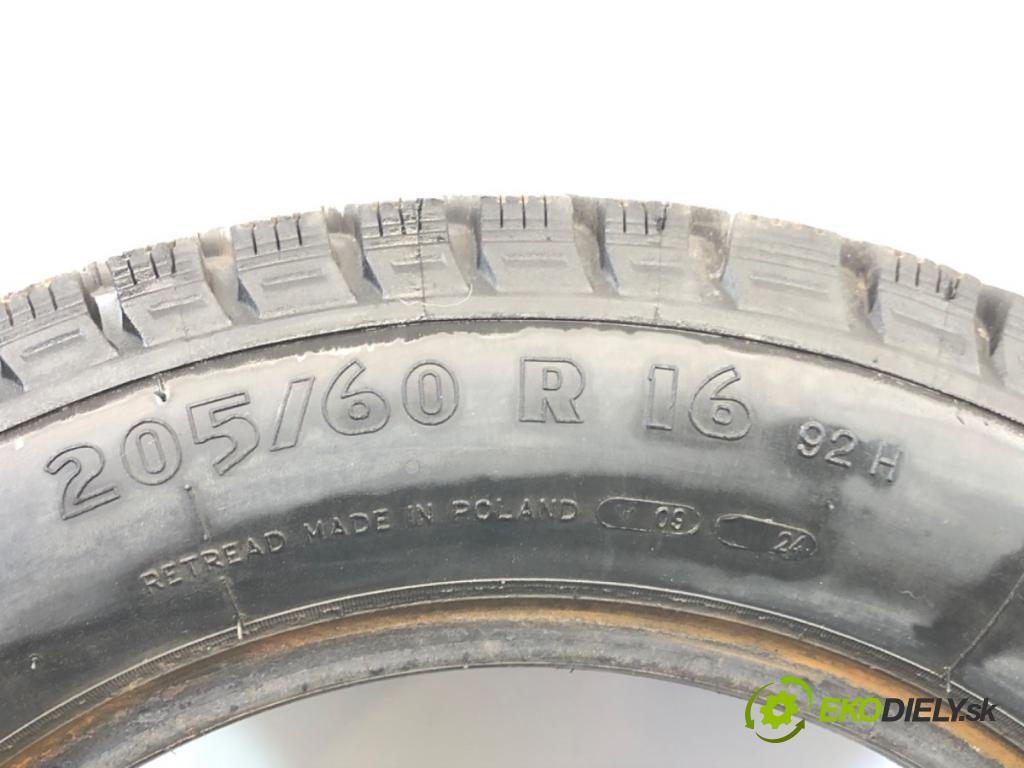 205/60 R 16 92 H
RETREAD MADE IN POLAND 09 24
EKODIELY.sk